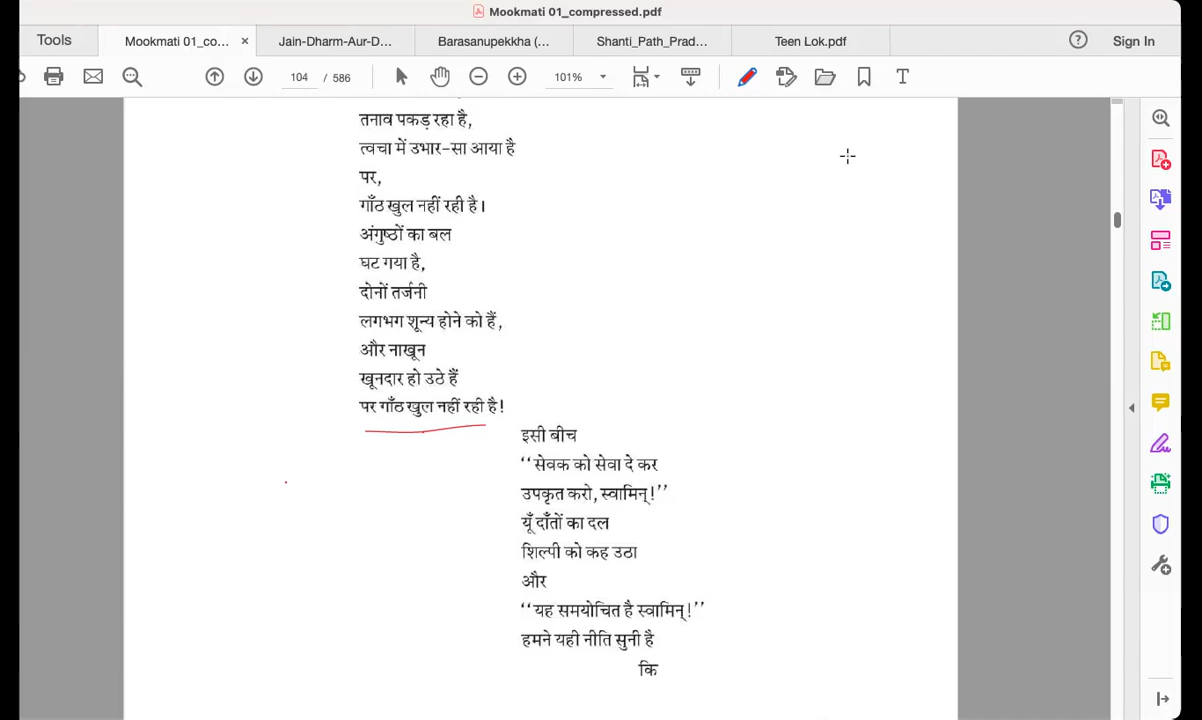 Mookmati 01_compressed.pdf
Tools
Mookmati 01_co... ×
Jain-Dharm-Aur-D...
Barasanupekkha (...
Shanti_Path_Prad...
Teen Lok.pdf
Sign In
104 / 586
101%
तनाव पकड़ रहा है,
त्वचा में उभार-सा आया है
पर,
गाँठ खुल नहीं रही है।
अंगुष्ठों का बल
घट गया है,
दोनों तर्जनी
लगभग शून्य होने को हैं,
और नाखून
खूनदार हो उठे हैं
पर गाँठ खुल नहीं रही है!
इसी बीच
‘‘सेवक को सेवा दे कर
उपकृत करो, स्वामिन्!’’
यूँ दाँतों का दल
शिल्पी को कह उठा
और
‘‘यह समयोचित है स्वामिन्!’’
हमने यही नीति सुनी है
कि